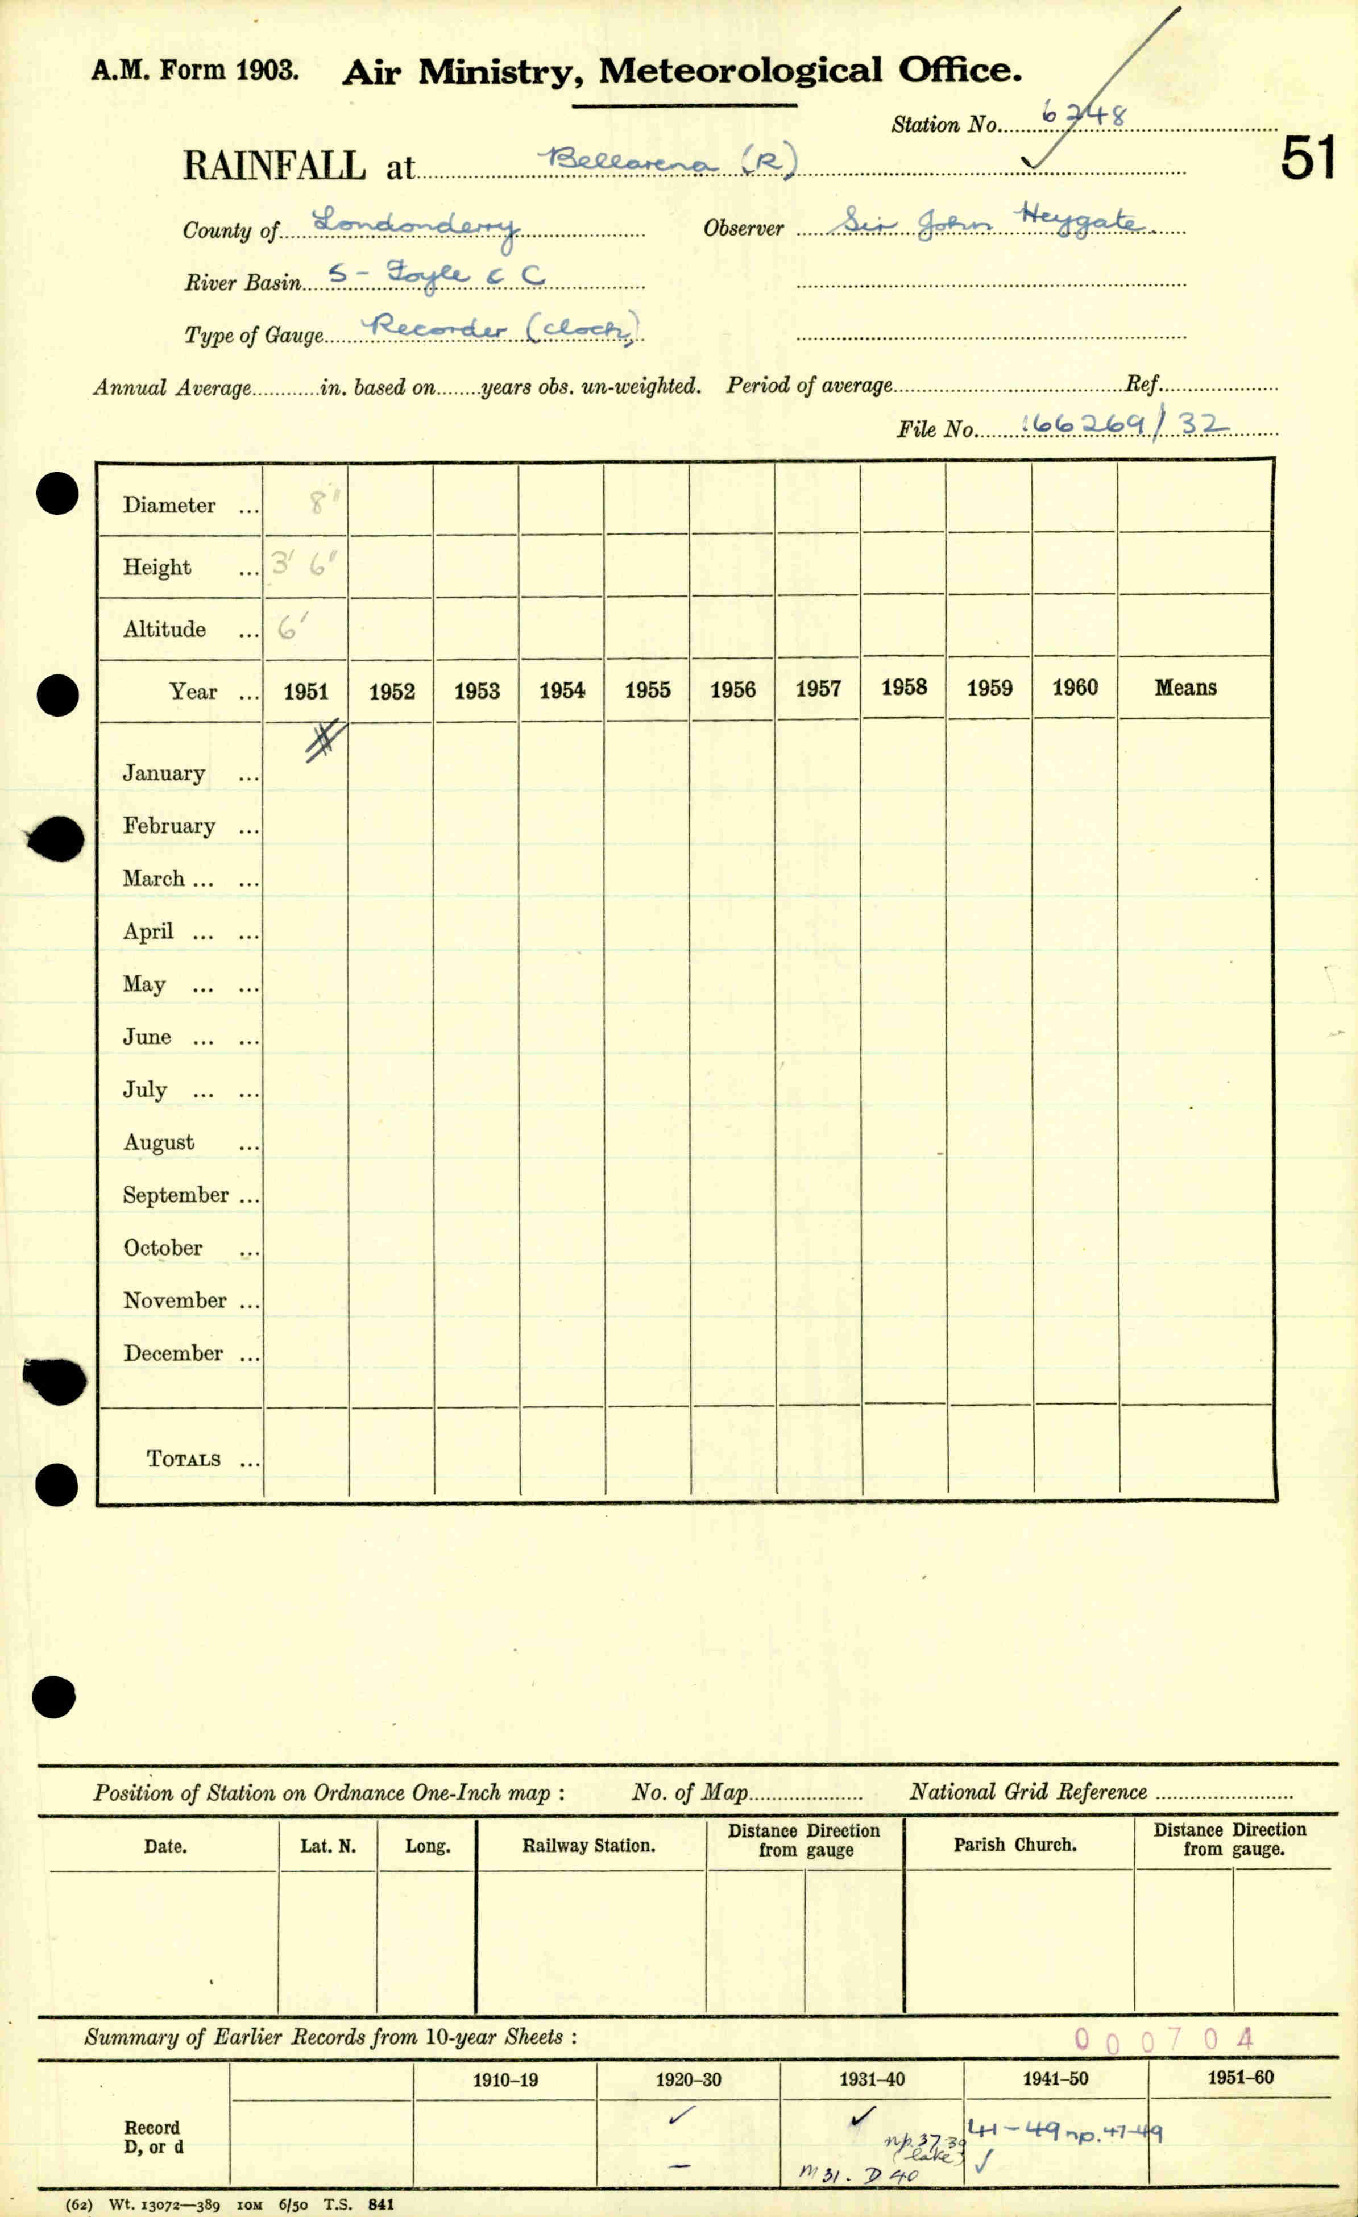 A.M. Form 1903. Air Ministry, Meteorological Office.
Station No. 6248
51
RAINFALL at Bellarena (R)
County of Londonderry Observer Sir John Heygate.
River Basin 5 - Foyle & C
Type of Gauge Recorder (clock)
Annual Average............in. based on........years obs. un-weighted. Period of average............Ref............
File No. 166269/32
Diameter ... 8"
Height ... 3' 6"
Altitude ... 6'
Year ... 1951 1952 1953 1954 1955 1956 1957 1958 1959 1960 Means
January ...
February ...
March ... ...
April ... ...
May ... ...
June ... ...
July ... ...
August ...
September ...
October ...
November ...
December ...
TOTALS ...
Position of Station on Ordnance One-Inch map : No. of Map............ National Grid Reference ............
Date. Lat. N. Long. Railway Station. Distance Direction from gauge Parish Church. Distance Direction from gauge.
Summary of Earlier Records from 10-year Sheets :
000704
1910–19 1920–30 1931–40 1941–50 1951–60
Record ✓ ✓ 41-49 np. 47-49
D, or d np. 37-39
– M 31. D 40 ✓
(62) Wt. 13072—389 10M 6/50 T.S. 841